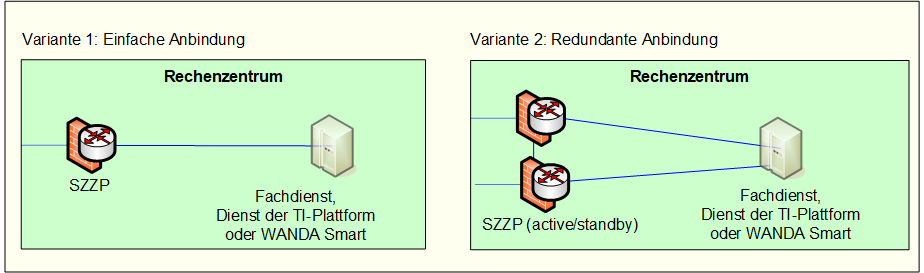 Variante 1: Einfache Anbindung
Rechenzentrum
SZZP
Fachdienst,
Dienst der TI-Plattform
oder WANDA Smart
Variante 2: Redundante Anbindung
Rechenzentrum
SZZP (active/standby)
Fachdienst,
Dienst der TI-Plattform
oder WANDA Smart